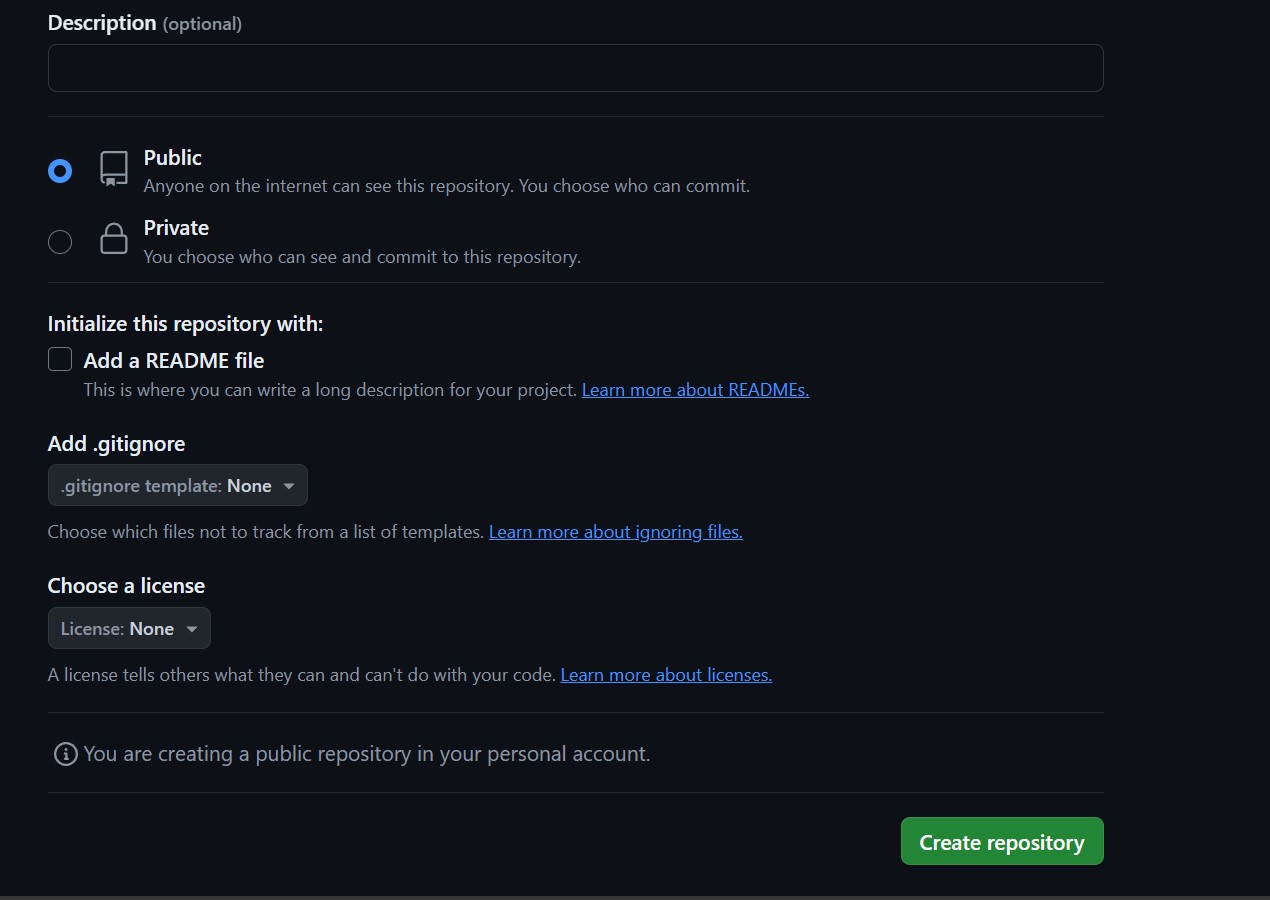 Description (optional)
Public
Anyone on the internet can see this repository. You choose who can commit.
Private
You choose who can see and commit to this repository.
Initialize this repository with:
Add a README file
This is where you can write a long description for your project. Learn more about READMEs.
Add .gitignore
.gitignore template: None
Choose which files not to track from a list of templates. Learn more about ignoring files.
Choose a license
License: None
A license tells others what they can and can't do with your code. Learn more about licenses.
You are creating a public repository in your personal account.
Create repository